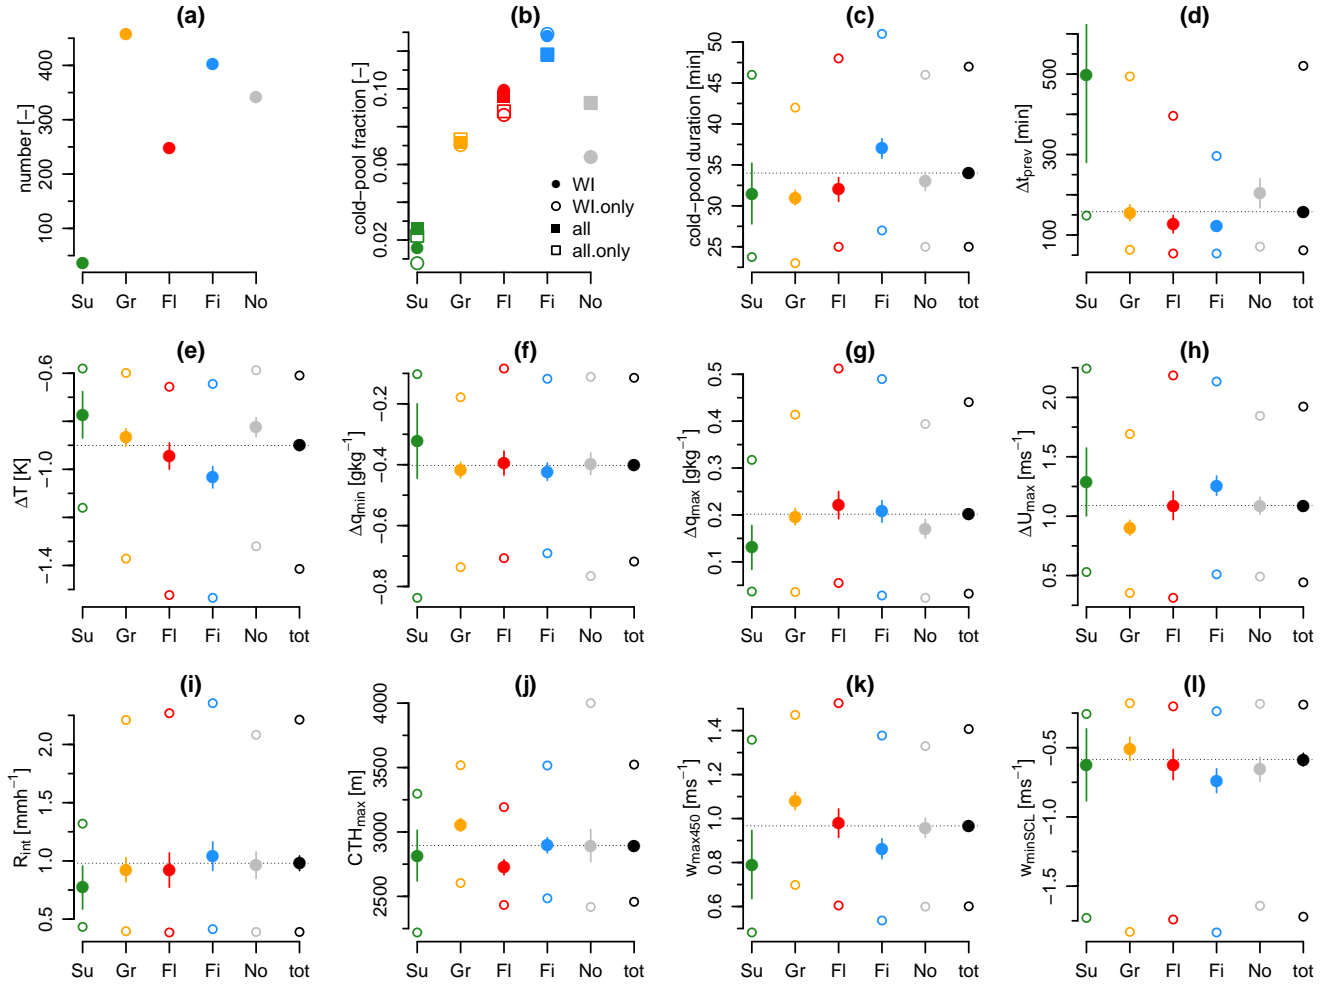 (a)
number [−]
100
200
300
400
Su Gr Fl Fi No
(b)
cold−pool fraction [−]
0.02
0.06
0.10
WI
WI.only
all
all.only
Su Gr Fl Fi No
(c)
cold−pool duration [min]
25
30
35
40
45
50
Su Gr Fl Fi No tot
(d)
Δt_prev [min]
100
300
500
Su Gr Fl Fi No tot
(e)
ΔT [K]
−1.4
−1.0
−0.6
Su Gr Fl Fi No tot
(f)
Δq_min [gkg⁻¹]
−0.8
−0.6
−0.4
−0.2
Su Gr Fl Fi No tot
(g)
Δq_max [gkg⁻¹]
0.1
0.2
0.3
0.4
0.5
Su Gr Fl Fi No tot
(h)
ΔU_max [ms⁻¹]
0.5
1.0
1.5
2.0
Su Gr Fl Fi No tot
(i)
R_int [mmh⁻¹]
0.5
1.0
1.5
2.0
Su Gr Fl Fi No tot
(j)
CTH_max [m]
2500
3000
3500
4000
Su Gr Fl Fi No tot
(k)
w_max450 [ms⁻¹]
0.6
0.8
1.0
1.2
1.4
Su Gr Fl Fi No tot
(l)
w_minSCL [ms⁻¹]
−1.5
−1.0
−0.5
Su Gr Fl Fi No tot